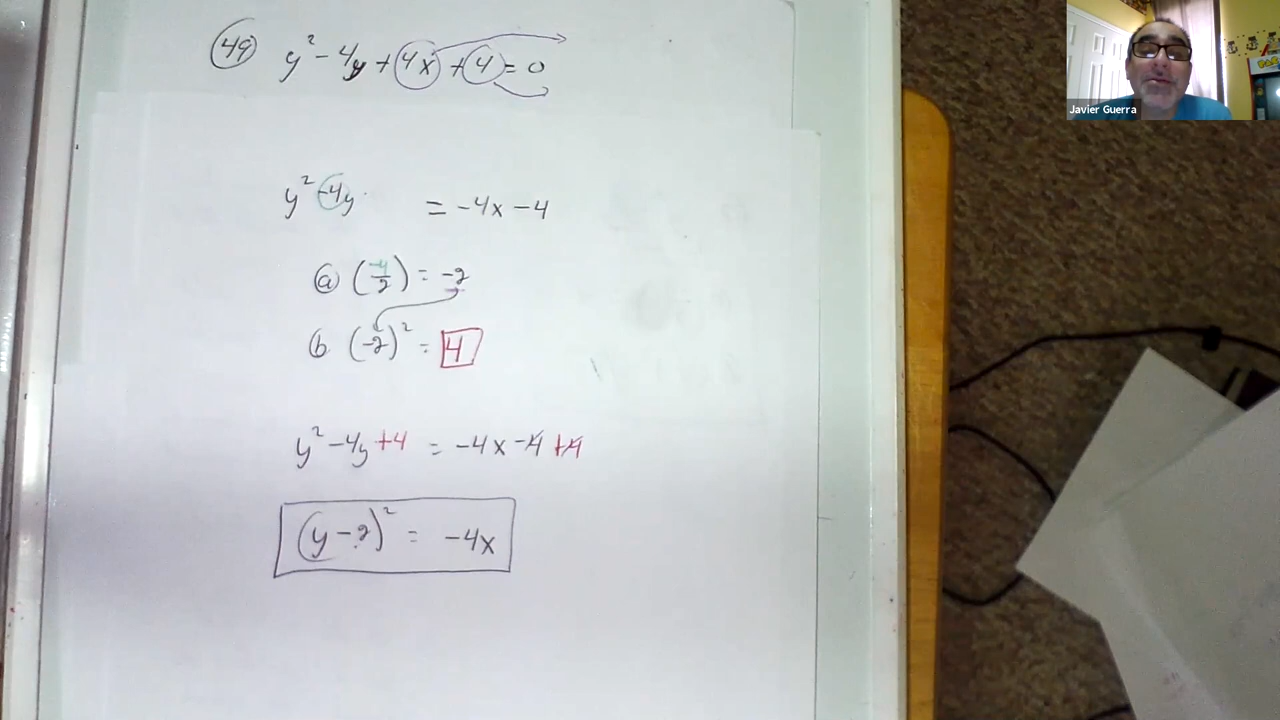 49 y² - 4y + 4x + 4 = 0
Javier Guerra
y² - 4y = -4x - 4
a (-4/2) = -2
b (-2)² = 4
y² - 4y + 4 = -4x - 4 + 4
(y - 2)² = -4x